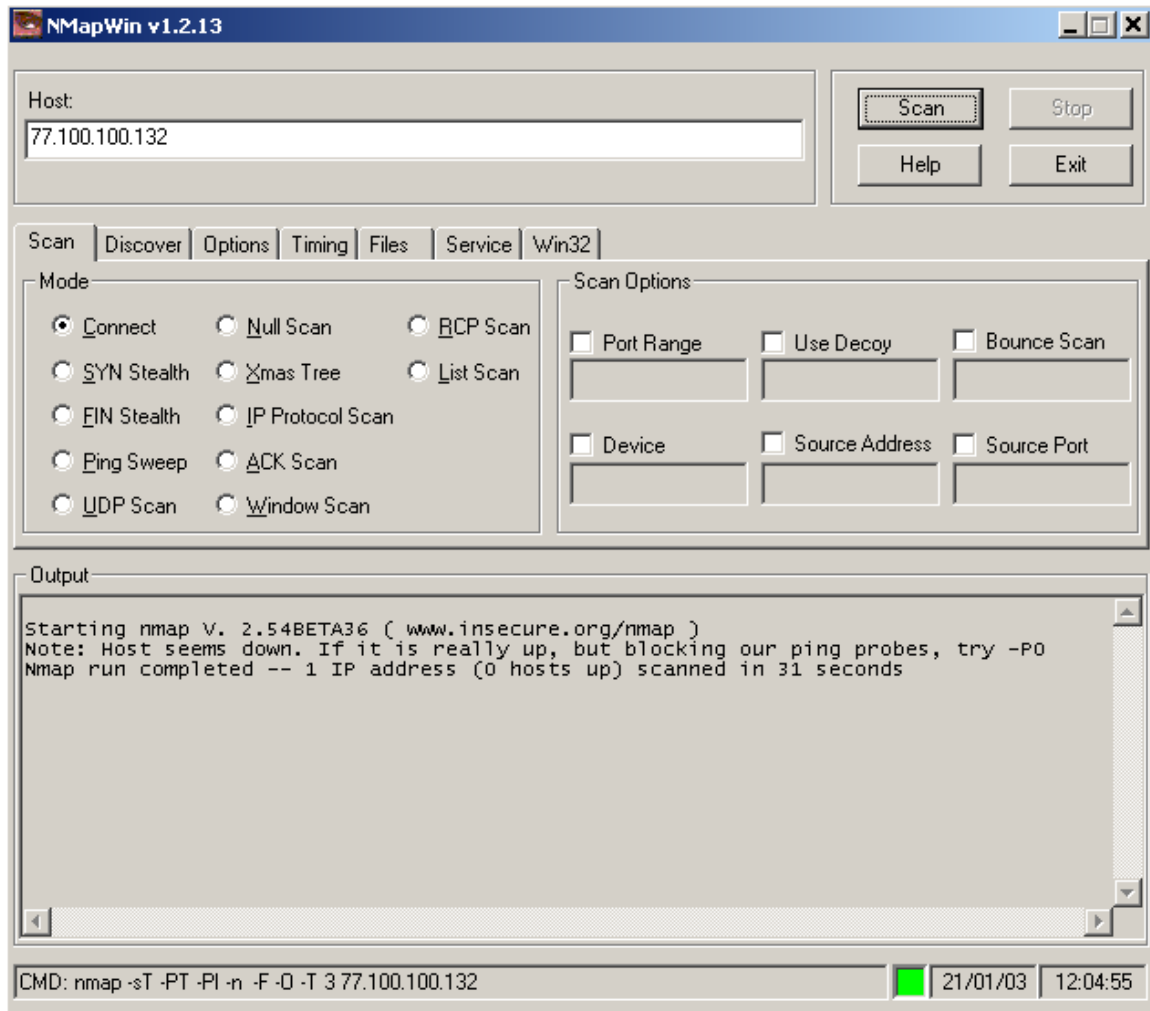 NMapWin v1.2.13
Host:
77.100.100.132
Scan
Stop
Help
Exit
Scan Discover Options Timing Files Service Win32
Mode
Connect Null Scan RCP Scan
SYN Stealth Xmas Tree List Scan
FIN Stealth IP Protocol Scan
Ping Sweep ACK Scan
UDP Scan Window Scan
Scan Options
Port Range Use Decoy Bounce Scan
Device Source Address Source Port
Output
Starting nmap V. 2.54BETA36 ( www.insecure.org/nmap )
Note: Host seems down. If it is really up, but blocking our ping probes, try -P0
Nmap run completed -- 1 IP address (0 hosts up) scanned in 31 seconds
CMD: nmap -sT -PT -PI -n -F -O -T 3 77.100.100.132
21/01/03
12:04:55